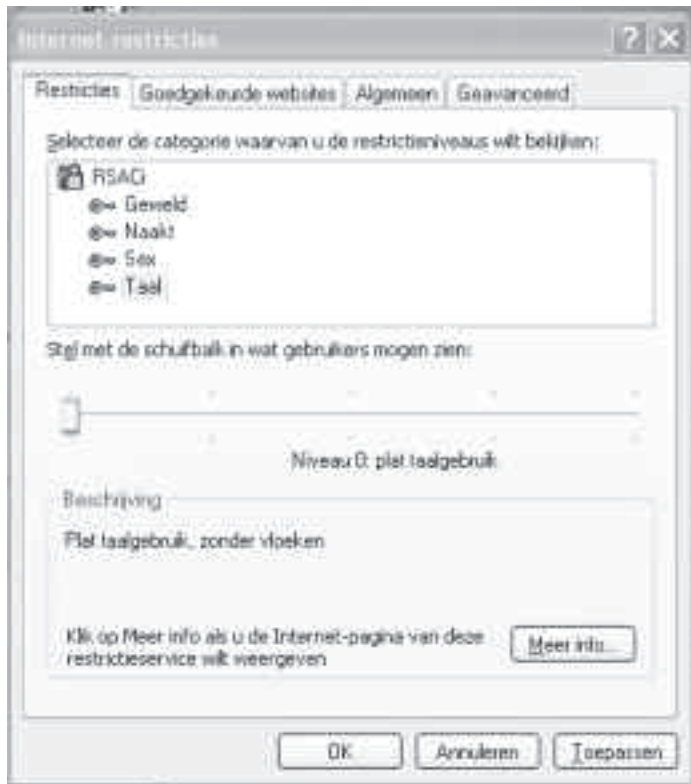 Internet restricties
Restricties Goedgekeurde websites Algemeen Geavanceerd
Selecteer de categorie waarvan u de restrictieniveaus wilt bekijken:
RSACi
Geweld
Naakt
Sex
Taal
Stel met de schuifbalk in wat gebruikers mogen zien:
Niveau 0: plat taalgebruik
Beschrijving
Plat taalgebruik, zonder vloeken
Klik op Meer info als u de Internet-pagina van deze
restrictieservice wilt weergeven
Meer info...
OK Annuleren Toepassen